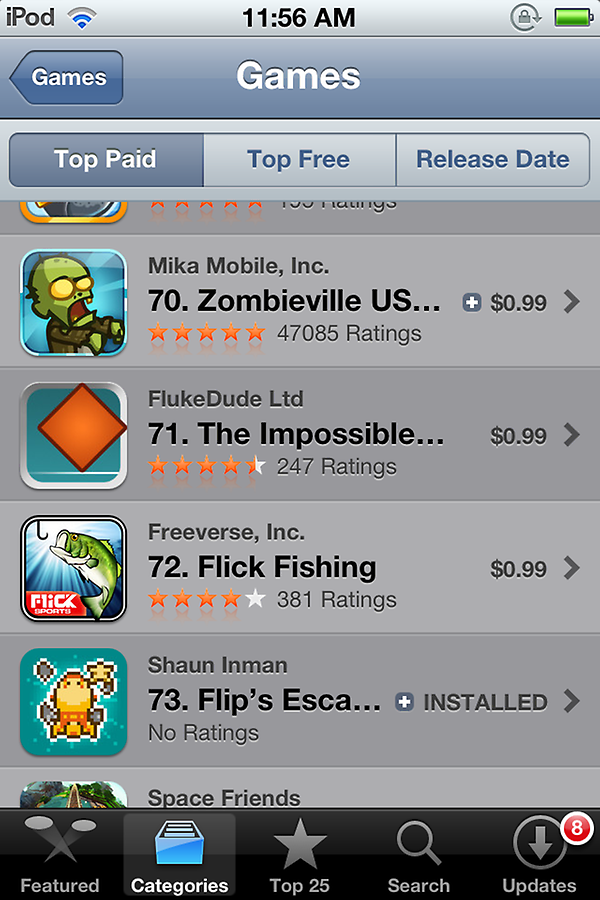 iPod 11:56 AM
Games
Games
Top Paid Top Free Release Date
195 Ratings
Mika Mobile, Inc.
70. Zombieville US... $0.99
47085 Ratings
FlukeDude Ltd
71. The Impossible... $0.99
247 Ratings
Freeverse, Inc.
72. Flick Fishing $0.99
381 Ratings
FLICK
SPORTS
Shaun Inman
73. Flip's Esca... INSTALLED
No Ratings
Space Friends
8
Featured Categories Top 25 Search Updates